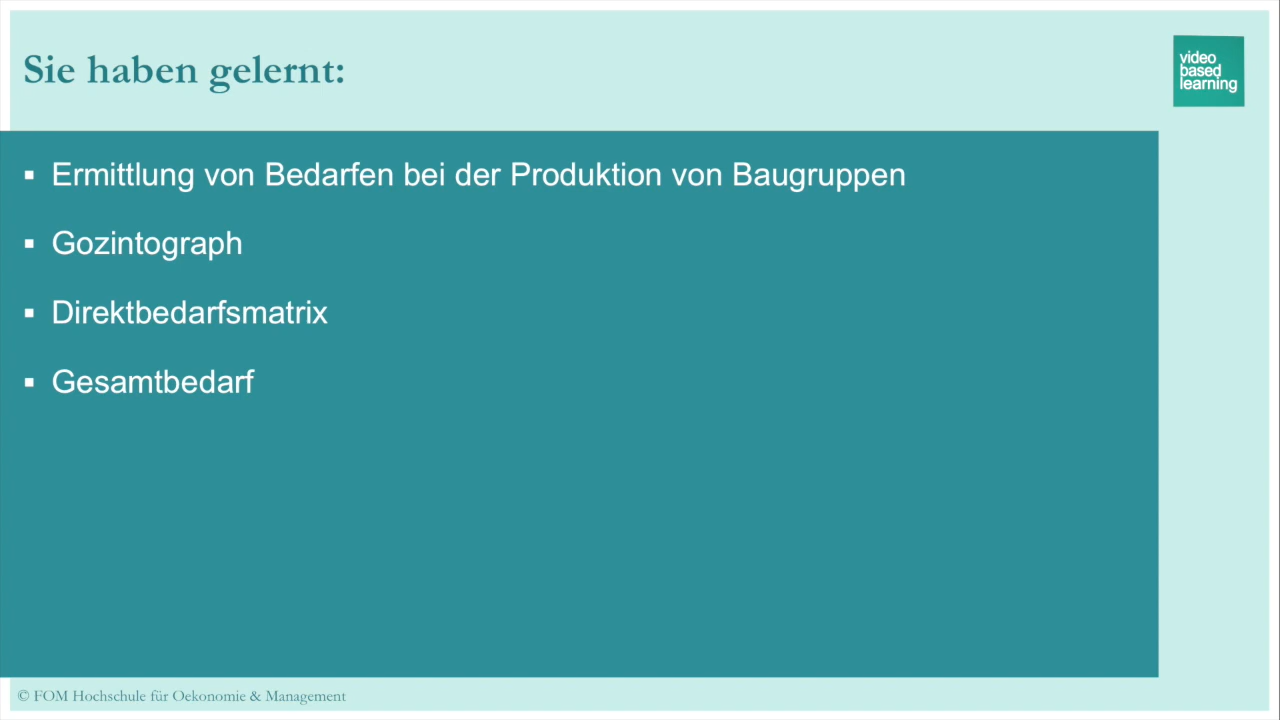 Sie haben gelernt:
video
based
learning
▪ Ermittlung von Bedarfen bei der Produktion von Baugruppen
▪ Gozintograph
▪ Direktbedarfsmatrix
▪ Gesamtbedarf
© FOM Hochschule für Oekonomie & Management